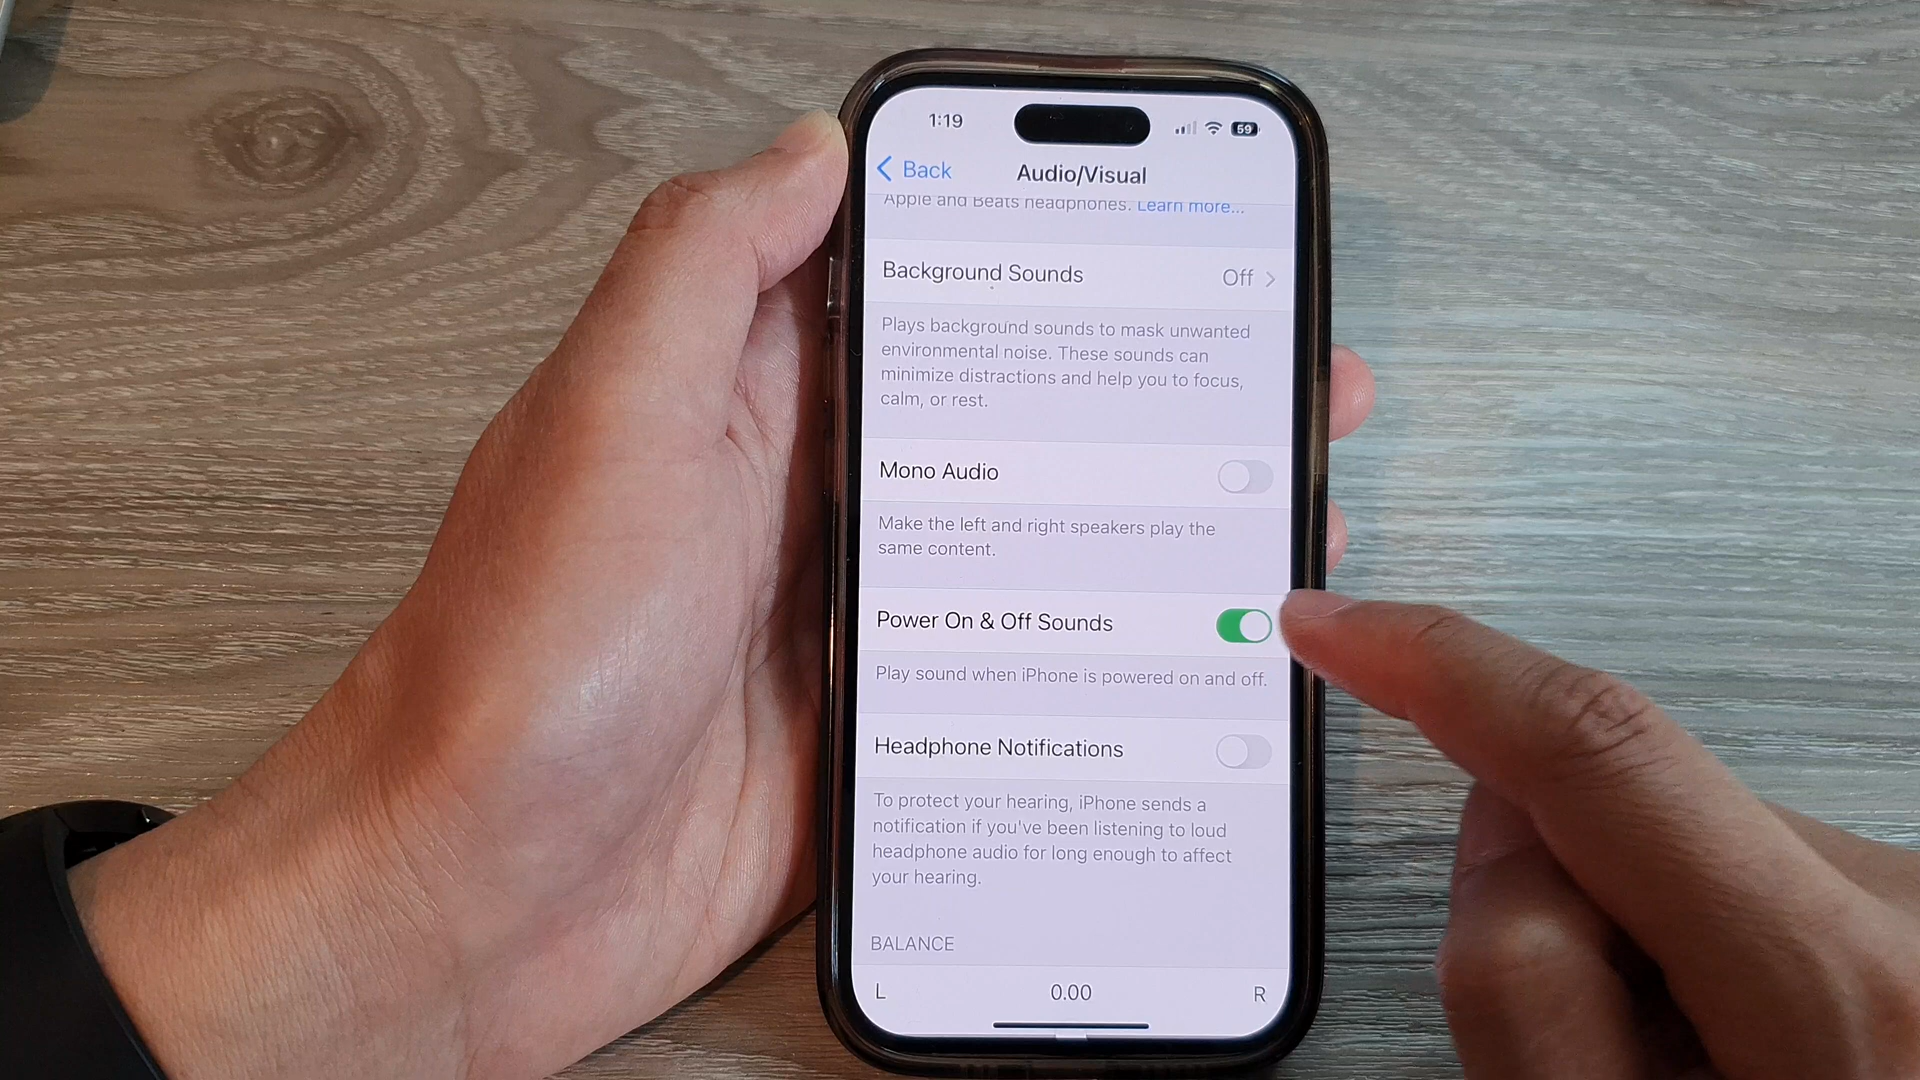 1:19
59
Back
Audio/Visual
Apple and Beats headphones. Learn more...
Background Sounds
Off
Plays background sounds to mask unwanted
environmental noise. These sounds can
minimize distractions and help you to focus,
calm, or rest.
Mono Audio
Make the left and right speakers play the
same content.
Power On & Off Sounds
Play sound when iPhone is powered on and off.
Headphone Notifications
To protect your hearing, iPhone sends a
notification if you've been listening to loud
headphone audio for long enough to affect
your hearing.
BALANCE
L
0.00
R